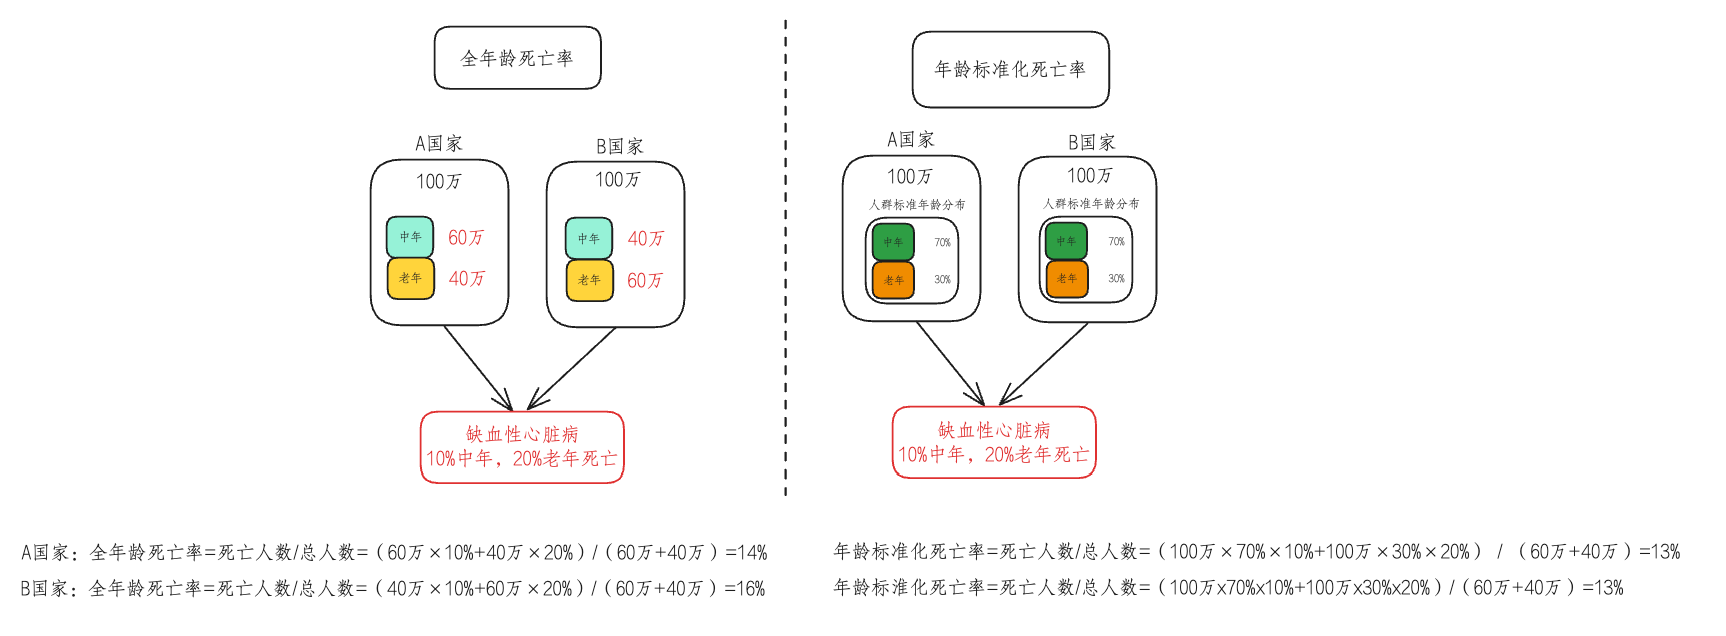 全年龄死亡率
A国家
100万
中年 60万
老年 40万
B国家
100万
中年 40万
老年 60万
缺血性心脏病
10%中年，20%老年死亡
年龄标准化死亡率
A国家
100万
人群标准年龄分布
中年 70%
老年 30%
B国家
100万
人群标准年龄分布
中年 70%
老年 30%
缺血性心脏病
10%中年，20%老年死亡
A国家：全年龄死亡率=死亡人数/总人数=（60万×10%+40万×20%）/（60万+40万）=14%
B国家：全年龄死亡率=死亡人数/总人数=（40万×10%+60万×20%）/（60万+40万）=16%
年龄标准化死亡率=死亡人数/总人数=（100万×70%×10%+100万×30%×20%） / （60万+40万）=13%
年龄标准化死亡率=死亡人数/总人数=（100万x70%x10%+100万x30%x20%）/（60万+40万）=13%